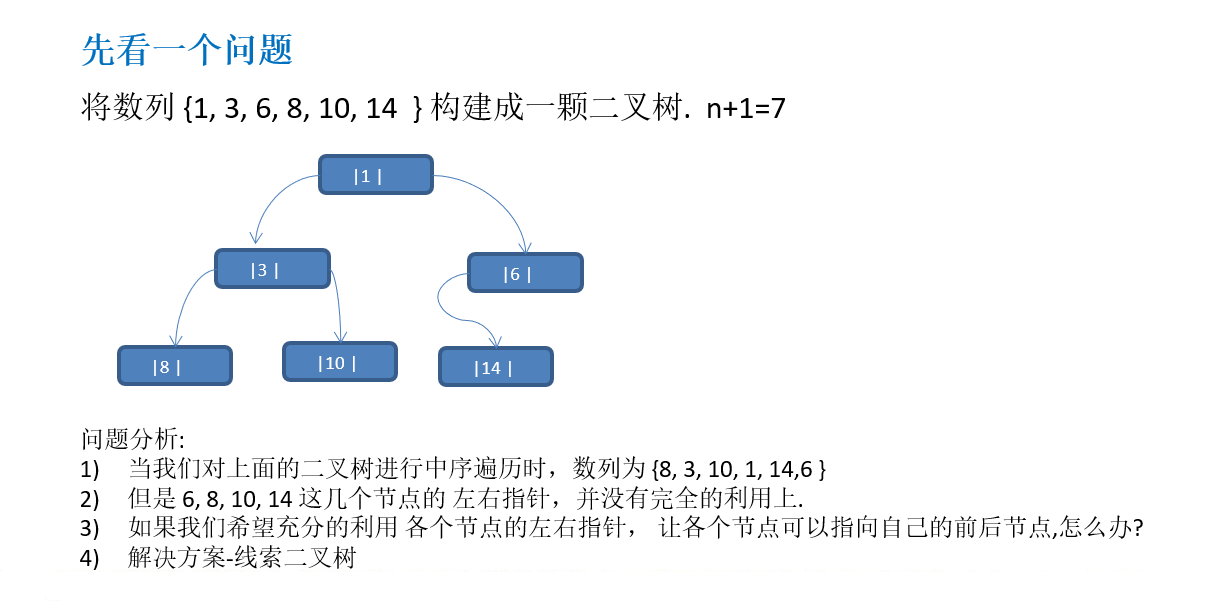 先看一个问题
将数列 {1, 3, 6, 8, 10, 14  } 构建成一颗二叉树.  n+1=7
|1 |
|3 |
|6 |
|8 |
|10 |
|14 |
问题分析:
1) 当我们对上面的二叉树进行中序遍历时，数列为 {8, 3, 10, 1, 14,6 }
2) 但是 6, 8, 10, 14 这几个节点的 左右指针，并没有完全的利用上.
3) 如果我们希望充分的利用 各个节点的左右指针， 让各个节点可以指向自己的前后节点,怎么办?
4) 解决方案-线索二叉树